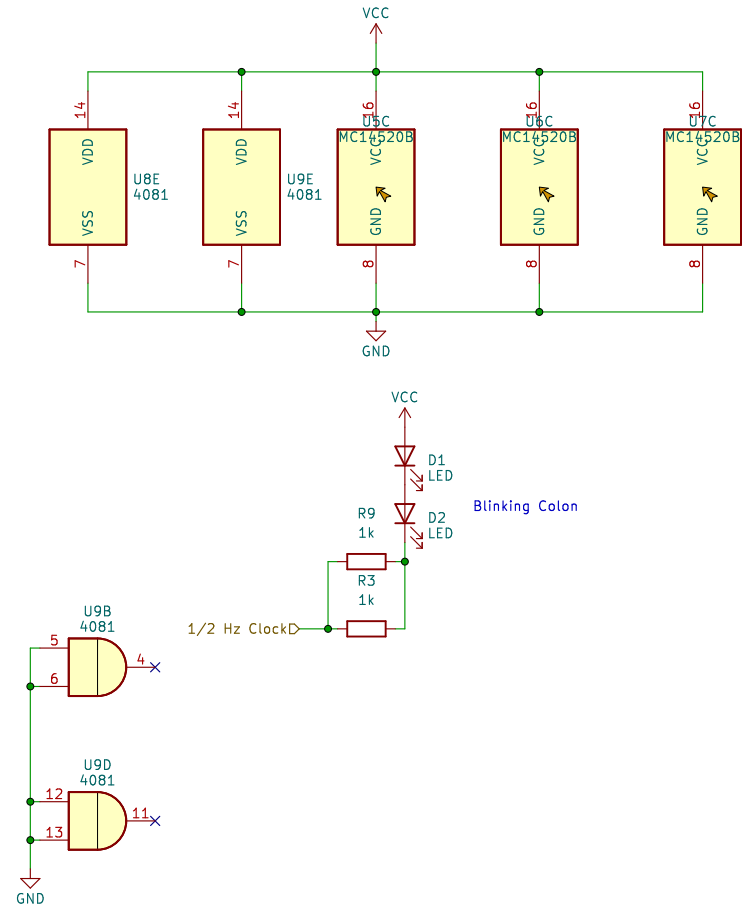 VCC
14
14
16
16
16
U5C
U6C
U7C
MC14520B
MC14520B
MC14520B
VDD
VDD
VCC
VCC
VCC
U8E
4081
U9E
4081
VSS
VSS
GND
GND
GND
7
7
8
8
8
GND
VCC
D1
LED
Blinking Colon
R9
1k
D2
LED
R3
1k
1/2 Hz Clock
U9B
4081
5
4
6
U9D
4081
12
11
13
GND